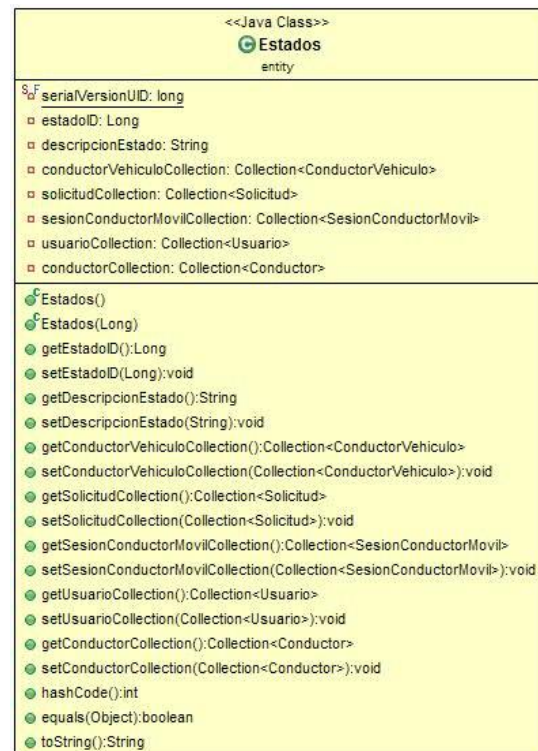 <<Java Class>>
C Estados
entity
S F serialVersionUID: long
estadoID: Long
descripcionEstado: String
conductorVehiculoCollection: Collection<ConductorVehiculo>
solicitudCollection: Collection<Solicitud>
sesionConductorMovilCollection: Collection<SesionConductorMovil>
usuarioCollection: Collection<Usuario>
conductorCollection: Collection<Conductor>
C Estados()
C Estados(Long)
getEstadoID():Long
setEstadoID(Long):void
getDescripcionEstado():String
setDescripcionEstado(String):void
getConductorVehiculoCollection():Collection<ConductorVehiculo>
setConductorVehiculoCollection(Collection<ConductorVehiculo>):void
getSolicitudCollection():Collection<Solicitud>
setSolicitudCollection(Collection<Solicitud>):void
getSesionConductorMovilCollection():Collection<SesionConductorMovil>
setSesionConductorMovilCollection(Collection<SesionConductorMovil>):void
getUsuarioCollection():Collection<Usuario>
setUsuarioCollection(Collection<Usuario>):void
getConductorCollection():Collection<Conductor>
setConductorCollection(Collection<Conductor>):void
hashCode():int
equals(Object):boolean
toString():String